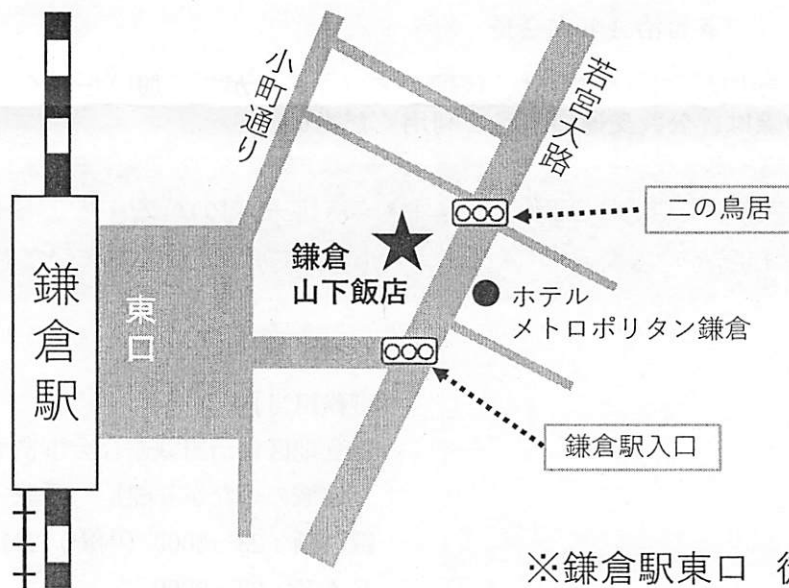 小町通り
若宮大路
二の鳥居
鎌倉駅
東口
鎌倉
山下飯店
ホテル
メトロポリタン鎌倉
鎌倉駅入口
※鎌倉駅東口